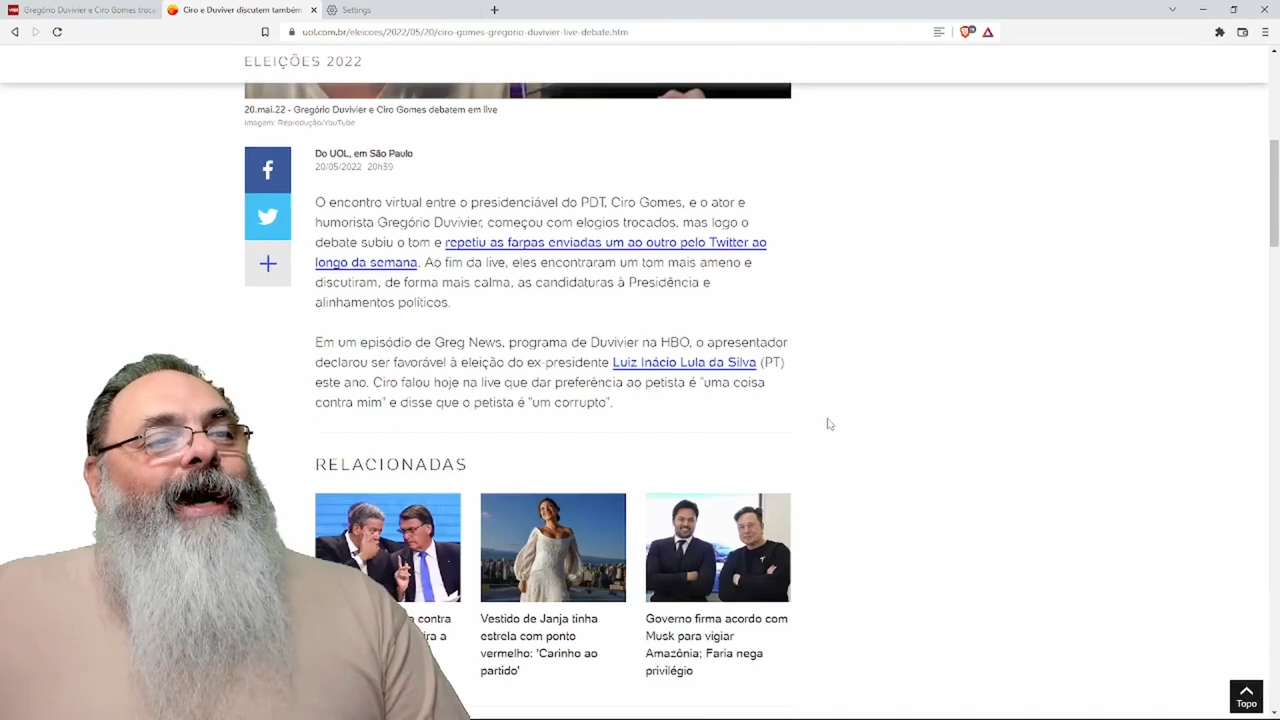 Gregório Duvivier e Ciro Gomes troca
Ciro e Duviver discutem também
Settings
uol.com.br/eleicoes/2022/05/20/ciro-gomes-gregorio-duvivier-live-debate.htm
ELEIÇÕES 2022
20.mai.22 - Gregório Duvivier e Ciro Gomes debatem em live
Imagem: Reprodução/YouTube
Do UOL, em São Paulo
20/05/2022 20h39
O encontro virtual entre o presidenciável do PDT, Ciro Gomes, e o ator e
humorista Gregório Duvivier, começou com elogios trocados, mas logo o
debate subiu o tom e repetiu as farpas enviadas um ao outro pelo Twitter ao
longo da semana. Ao fim da live, eles encontraram um tom mais ameno e
discutiram, de forma mais calma, as candidaturas à Presidência e
alinhamentos políticos.
Em um episódio de Greg News, programa de Duvivier na HBO, o apresentador
declarou ser favorável à eleição do ex-presidente Luiz Inácio Lula da Silva (PT)
este ano. Ciro falou hoje na live que dar preferência ao petista é "uma coisa
contra mim" e disse que o petista é "um corrupto".
RELACIONADAS
contra
a
Vestido de Janja tinha
estrela com ponto
vermelho: 'Carinho ao
partido'
Governo firma acordo com
Musk para vigiar
Amazônia; Faria nega
privilégio
Topo